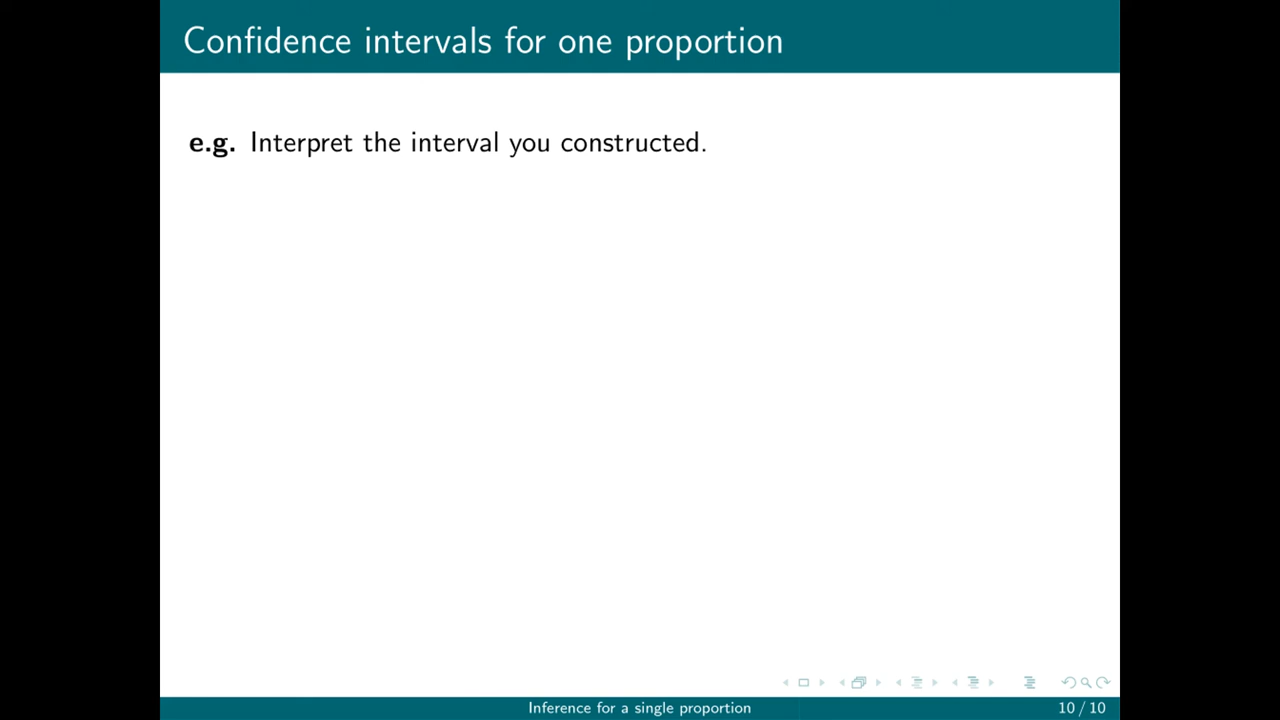 Confidence intervals for one proportion
e.g. Interpret the interval you constructed.
Inference for a single proportion
10 / 10